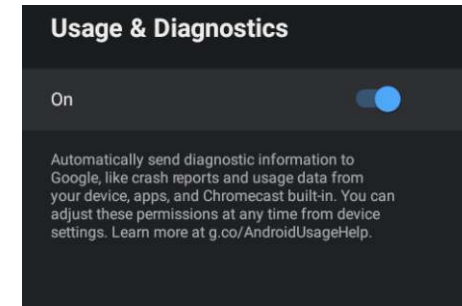 Usage & Diagnostics
On
Automatically send diagnostic information to
Google, like crash reports and usage data from
your device, apps, and Chromecast built-in. You can
adjust these permissions at any time from device
settings. Learn more at g.co/AndroidUsageHelp.